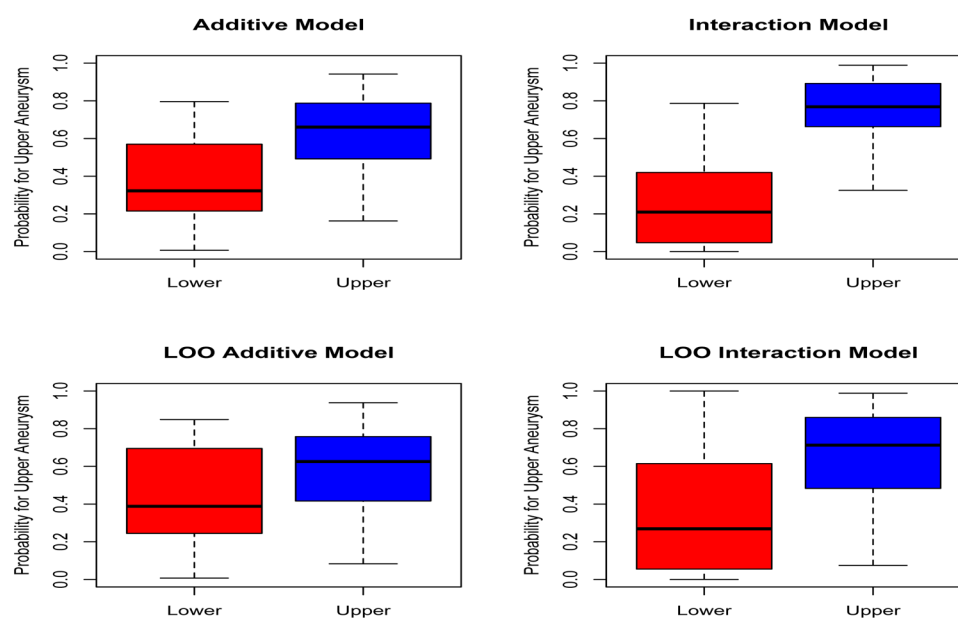 Additive Model
Probability for Upper Aneurysm
1.0
0.8
0.6
0.4
0.2
0.0
Lower Upper
Interaction Model
Probability for Upper Aneurysm
1.0
0.8
0.6
0.4
0.2
0.0
Lower Upper
LOO Additive Model
Probability for Upper Aneurysm
1.0
0.8
0.6
0.4
0.2
0.0
Lower Upper
LOO Interaction Model
Probability for Upper Aneurysm
1.0
0.8
0.6
0.4
0.2
0.0
Lower Upper